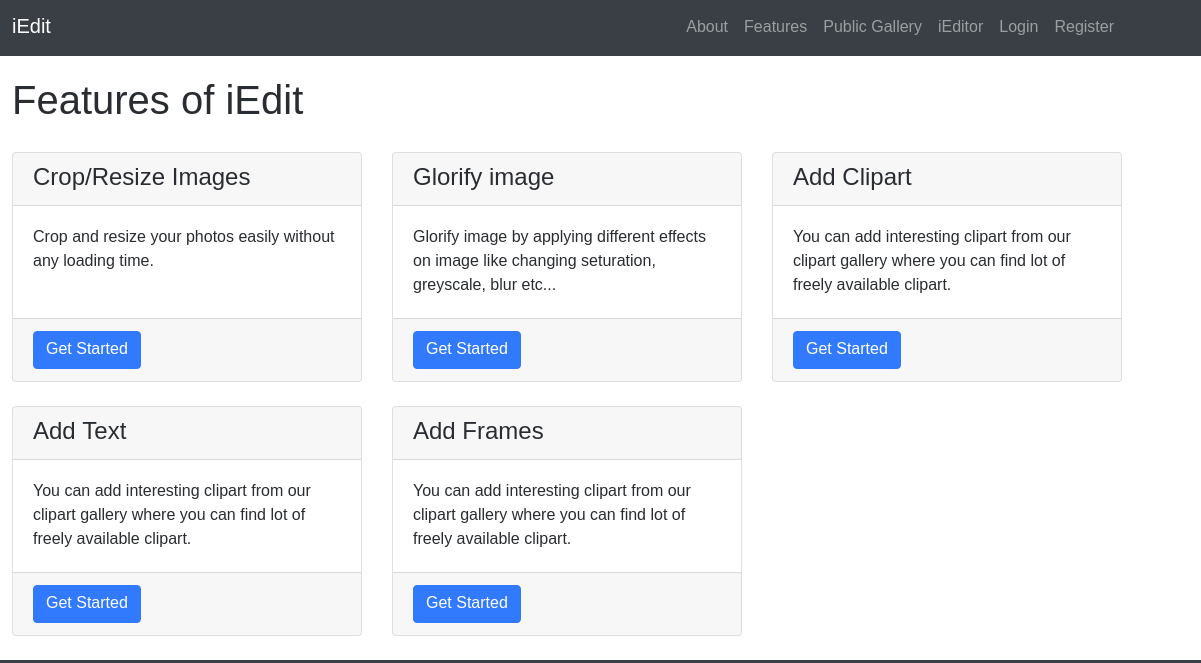 iEdit
About Features Public Gallery iEditor Login Register
Features of iEdit
Crop/Resize Images
Crop and resize your photos easily without
any loading time.
Get Started
Glorify image
Glorify image by applying different effects
on image like changing seturation,
greyscale, blur etc...
Get Started
Add Clipart
You can add interesting clipart from our
clipart gallery where you can find lot of
freely available clipart.
Get Started
Add Text
You can add interesting clipart from our
clipart gallery where you can find lot of
freely available clipart.
Get Started
Add Frames
You can add interesting clipart from our
clipart gallery where you can find lot of
freely available clipart.
Get Started